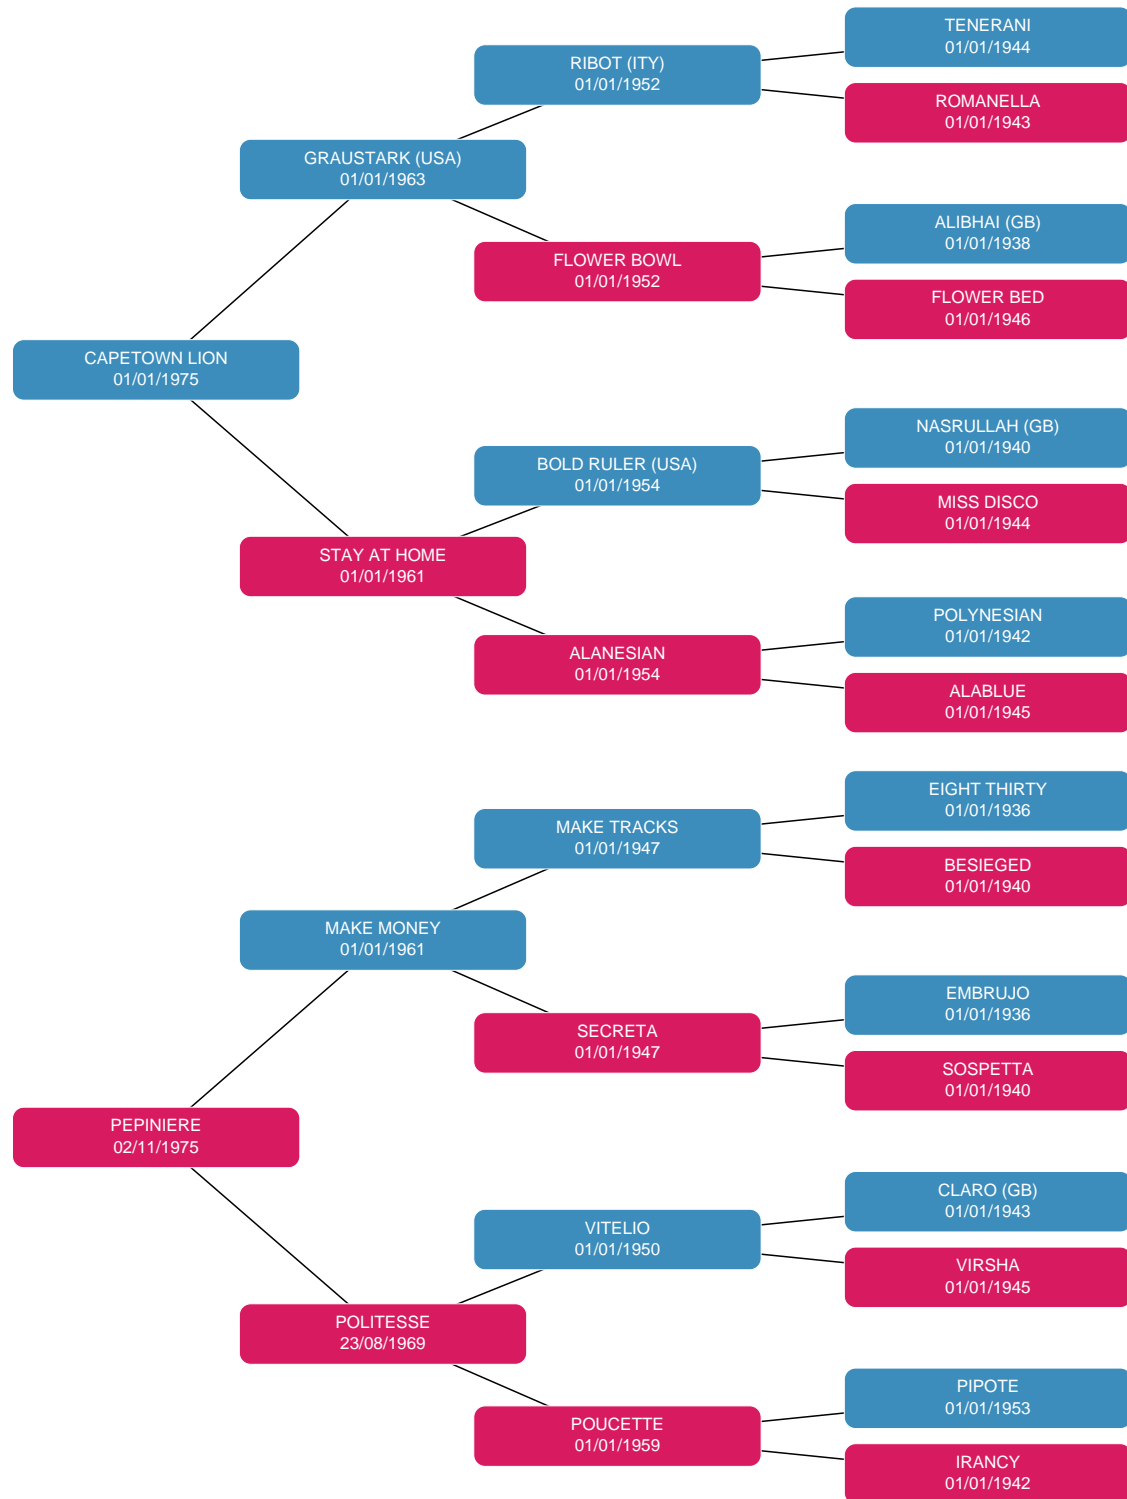 TENERANI
01/01/1944
RIBOT (ITY)
01/01/1952
ROMANELLA
01/01/1943
GRAUSTARK (USA)
01/01/1963
ALIBHAI (GB)
01/01/1938
FLOWER BOWL
01/01/1952
FLOWER BED
01/01/1946
CAPETOWN LION
01/01/1975
NASRULLAH (GB)
01/01/1940
BOLD RULER (USA)
01/01/1954
MISS DISCO
01/01/1944
STAY AT HOME
01/01/1961
POLYNESIAN
01/01/1942
ALANESIAN
01/01/1954
ALABLUE
01/01/1945
EIGHT THIRTY
01/01/1936
MAKE TRACKS
01/01/1947
BESIEGED
01/01/1940
MAKE MONEY
01/01/1961
EMBRUJO
01/01/1936
SECRETA
01/01/1947
SOSPETTA
01/01/1940
PEPINIERE
02/11/1975
CLARO (GB)
01/01/1943
VITELIO
01/01/1950
VIRSHA
01/01/1945
POLITESSE
23/08/1969
PIPOTE
01/01/1953
POUCETTE
01/01/1959
IRANCY
01/01/1942